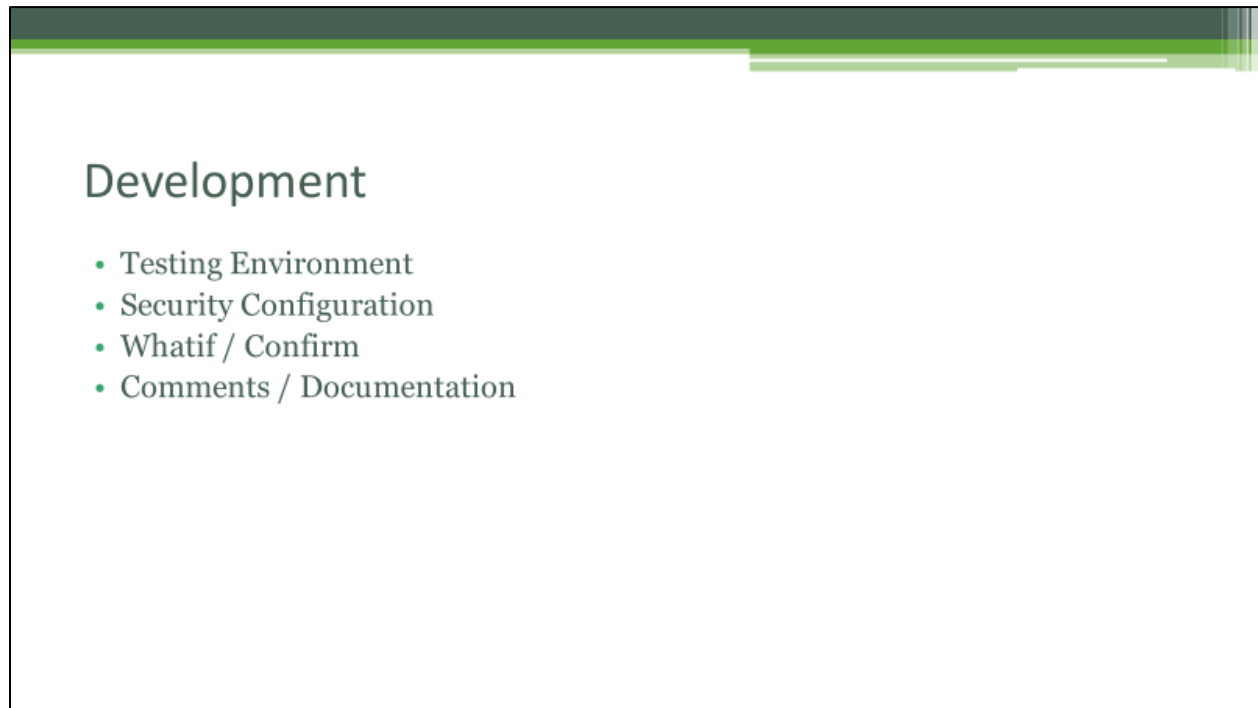 Development
• Testing Environment
• Security Configuration
• Whatif / Confirm
• Comments / Documentation